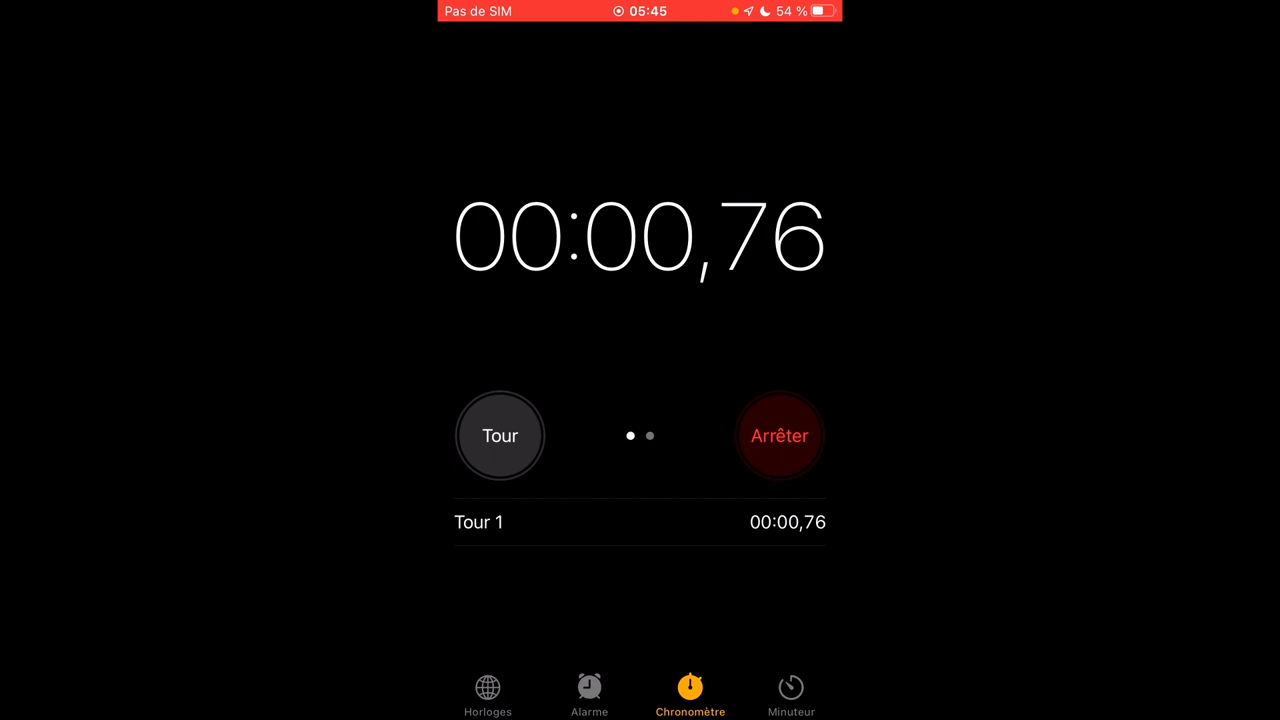 Pas de SIM 05:45 54 %
00:00,76
Tour Arrêter
Tour 1 00:00,76
Horloges Alarme Chronomètre Minuteur